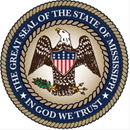 THE GREAT SEAL OF THE STATE OF MISSISSIPPI
IN GOD WE TRUST